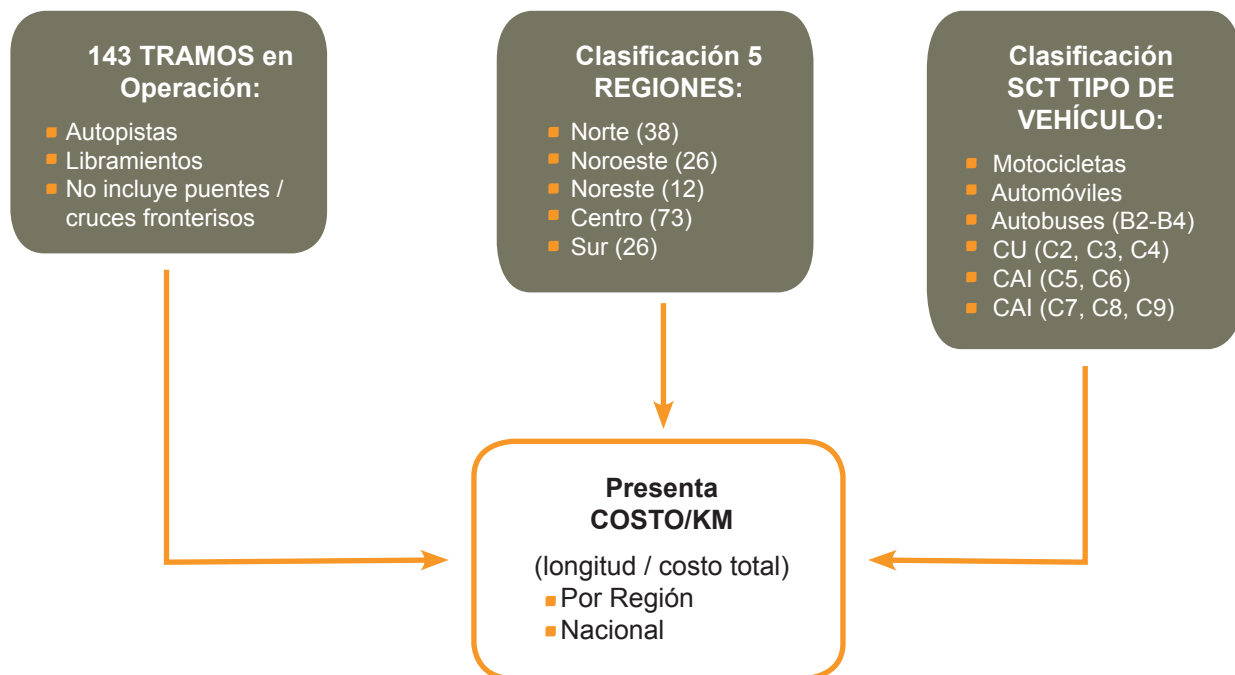 143 TRAMOS en
Operación:
Autopistas
Libramientos
No incluye puentes /
cruces fronterisos
Clasificación 5
REGIONES:
Norte (38)
Noroeste (26)
Noreste (12)
Centro (73)
Sur (26)
Clasificación
SCT TIPO DE
VEHÍCULO:
Motocicletas
Automóviles
Autobuses (B2-B4)
CU (C2, C3, C4)
CAI (C5, C6)
CAI (C7, C8, C9)
Presenta
COSTO/KM
(longitud / costo total)
Por Región
Nacional